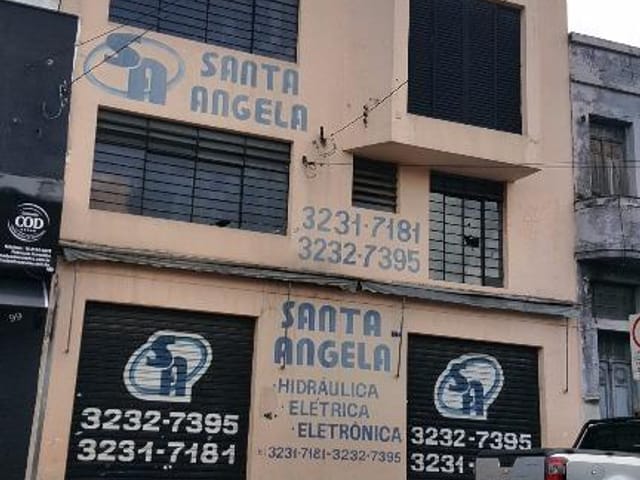 SA
SANTA
ANGELA
3231-7181
3232-7395
COD
99
SANTA
ANGELA
·HIDRÁULICA
·ELÉTRICA
·ELETRÔNICA
3231-7181-3232-7395
SA
3232-7395
3231-7181
SA
3232-7395
3231-